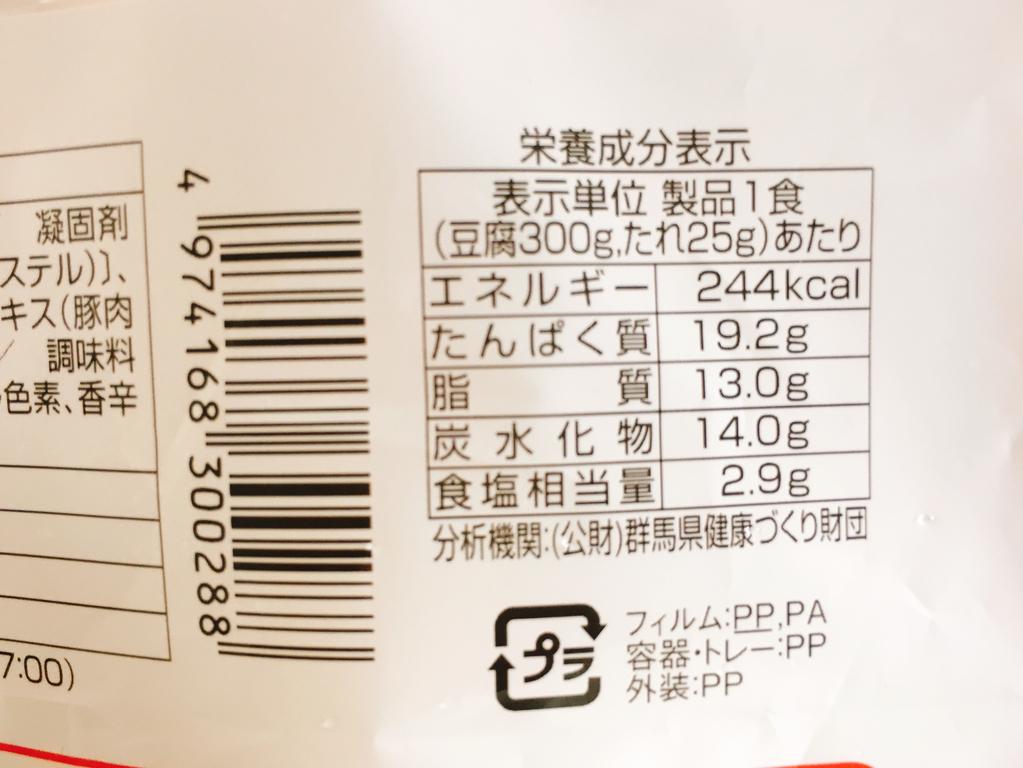 凝固剤
ステル)〕、
キス(豚肉
調味料
色素、香辛
7:00)
4 974168 300288
栄養成分表示
表示単位 製品1食
(豆腐300g,たれ25g)あたり
エネルギー 244kcal
たんぱく質 19.2g
脂質 13.0g
炭水化物 14.0g
食塩相当量 2.9g
分析機関:(公財)群馬県健康づくり財団
プラ
フィルム:PP,PA
容器・トレー:PP
外装:PP